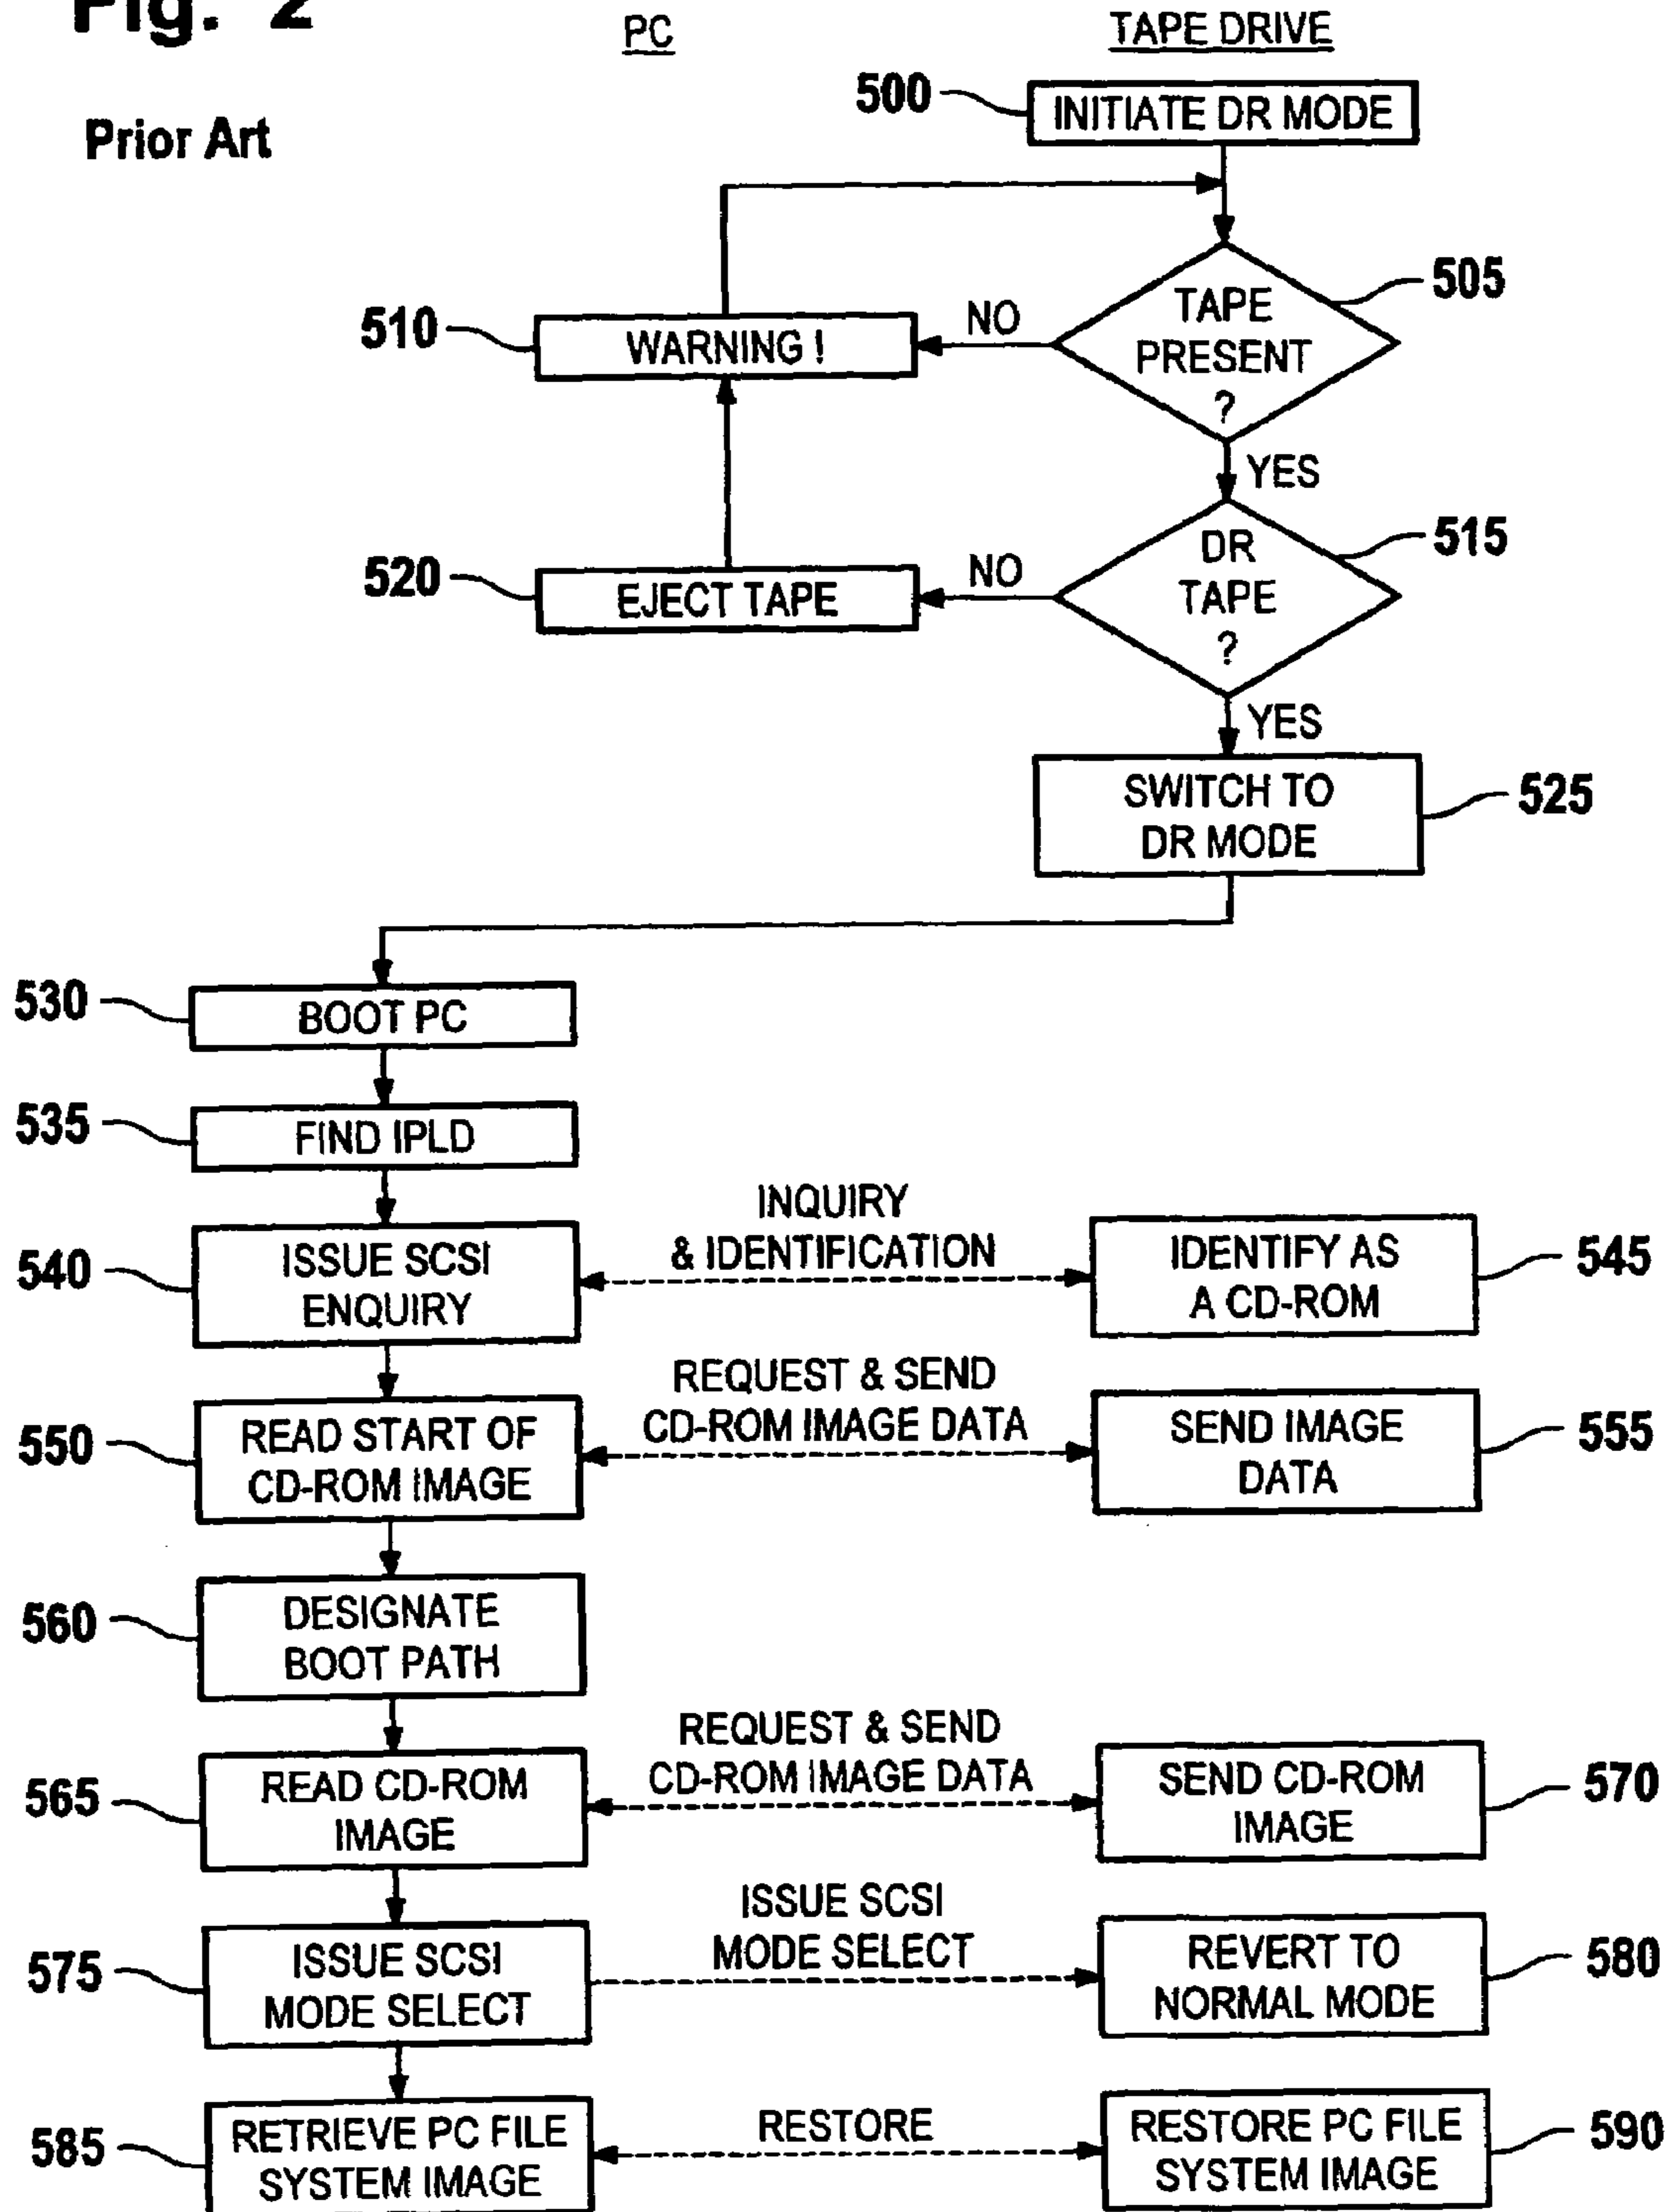 Fig. 2
Prior Art
PC
TAPE DRIVE
500
INITIATE DR MODE
505
TAPE
PRESENT
?
NO
510
WARNING !
YES
515
DR
TAPE
?
NO
520
EJECT TAPE
YES
525
SWITCH TO
DR MODE
530
BOOT PC
535
FIND IPLD
540
ISSUE SCSI
ENQUIRY
INQUIRY
& IDENTIFICATION
IDENTIFY AS
A CD-ROM
545
550
READ START OF
CD-ROM IMAGE
REQUEST & SEND
CD-ROM IMAGE DATA
SEND IMAGE
DATA
555
560
DESIGNATE
BOOT PATH
565
READ CD-ROM
IMAGE
REQUEST & SEND
CD-ROM IMAGE DATA
SEND CD-ROM
IMAGE
570
575
ISSUE SCSI
MODE SELECT
ISSUE SCSI
MODE SELECT
REVERT TO
NORMAL MODE
580
585
RETRIEVE PC FILE
SYSTEM IMAGE
RESTORE
RESTORE PC FILE
SYSTEM IMAGE
590